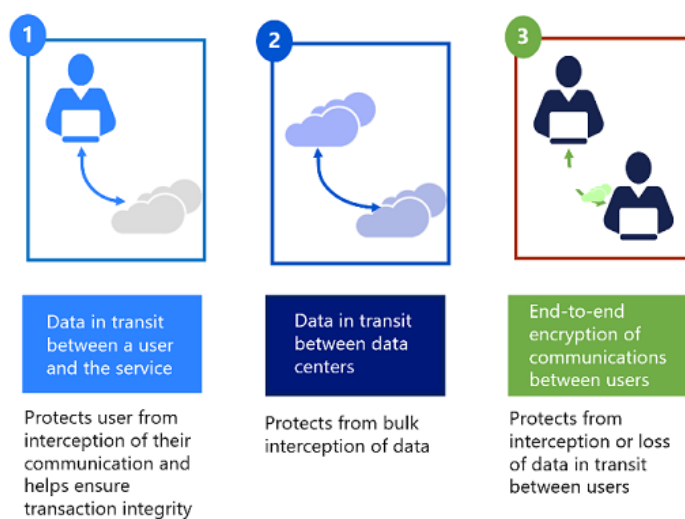 1
2
3
Data in transit
between a user
and the service
Data in transit
between data
centers
End-to-end
encryption of
communications
between users
Protects user from
interception of their
communication and
helps ensure
transaction integrity
Protects from bulk
interception of data
Protects from
interception or loss
of data in transit
between users